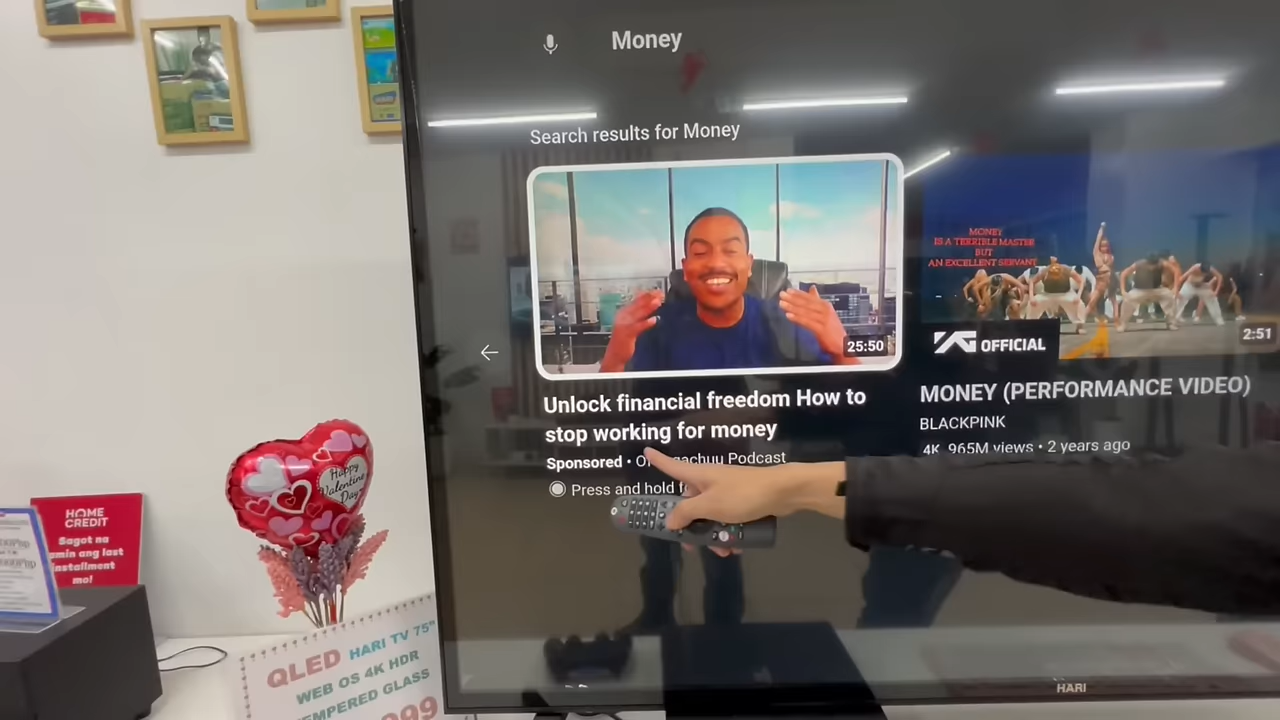 Money
Search results for Money
MONEY
IS A TERRIBLE MASTER
BUT
AN EXCELLENT SERVANT
25:50
YG OFFICIAL
2:51
Unlock financial freedom How to
stop working for money
Sponsored •
Podcast
Press and hold
MONEY (PERFORMANCE VIDEO)
BLACKPINK
4K 965M views • 2 years ago
Happy
Valentine's
Day
HOME
CREDIT
Sagot na
amin ang last
installment
mo!
QLED HARI TV 75"
WEB OS 4K HDR
TEMPERED GLASS
HARI